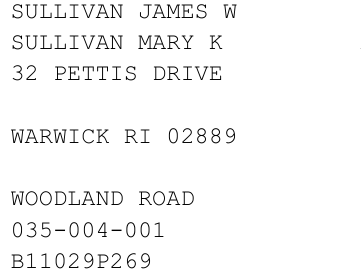 SULLIVAN JAMES W
SULLIVAN MARY K
32 PETTIS DRIVE
WARWICK RI 02889
WOODLAND ROAD
035-004-001
B11029P269